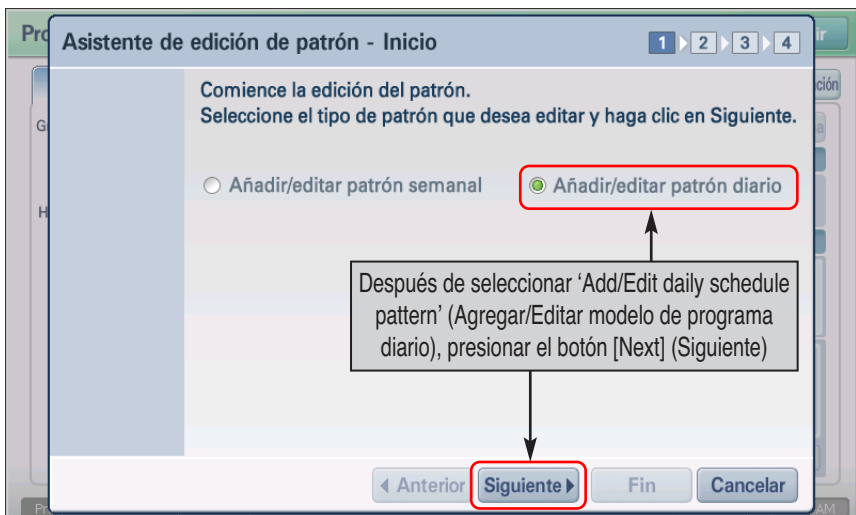 Asistente de edición de patrón - Inicio
1 2 3 4
Comience la edición del patrón.
Seleccione el tipo de patrón que desea editar y haga clic en Siguiente.
Añadir/editar patrón semanal
Añadir/editar patrón diario
Después de seleccionar ‘Add/Edit daily schedule
pattern’ (Agregar/Editar modelo de programa
diario), presionar el botón [Next] (Siguiente)
Anterior
Siguiente
Fin
Cancelar
AM